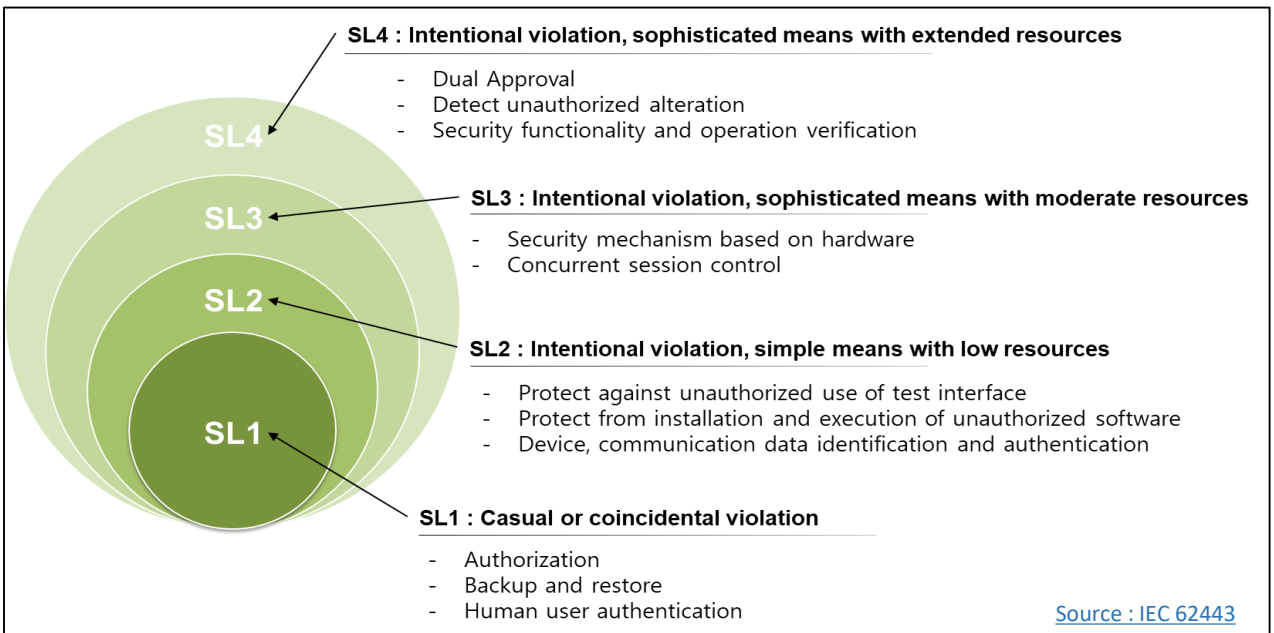 SL4 : Intentional violation, sophisticated means with extended resources
- Dual Approval
- Detect unauthorized alteration
- Security functionality and operation verification
SL4
SL3 : Intentional violation, sophisticated means with moderate resources
- Security mechanism based on hardware
- Concurrent session control
SL3
SL2
SL2 : Intentional violation, simple means with low resources
- Protect against unauthorized use of test interface
- Protect from installation and execution of unauthorized software
- Device, communication data identification and authentication
SL1
SL1 : Casual or coincidental violation
- Authorization
- Backup and restore
- Human user authentication
Source : IEC 62443